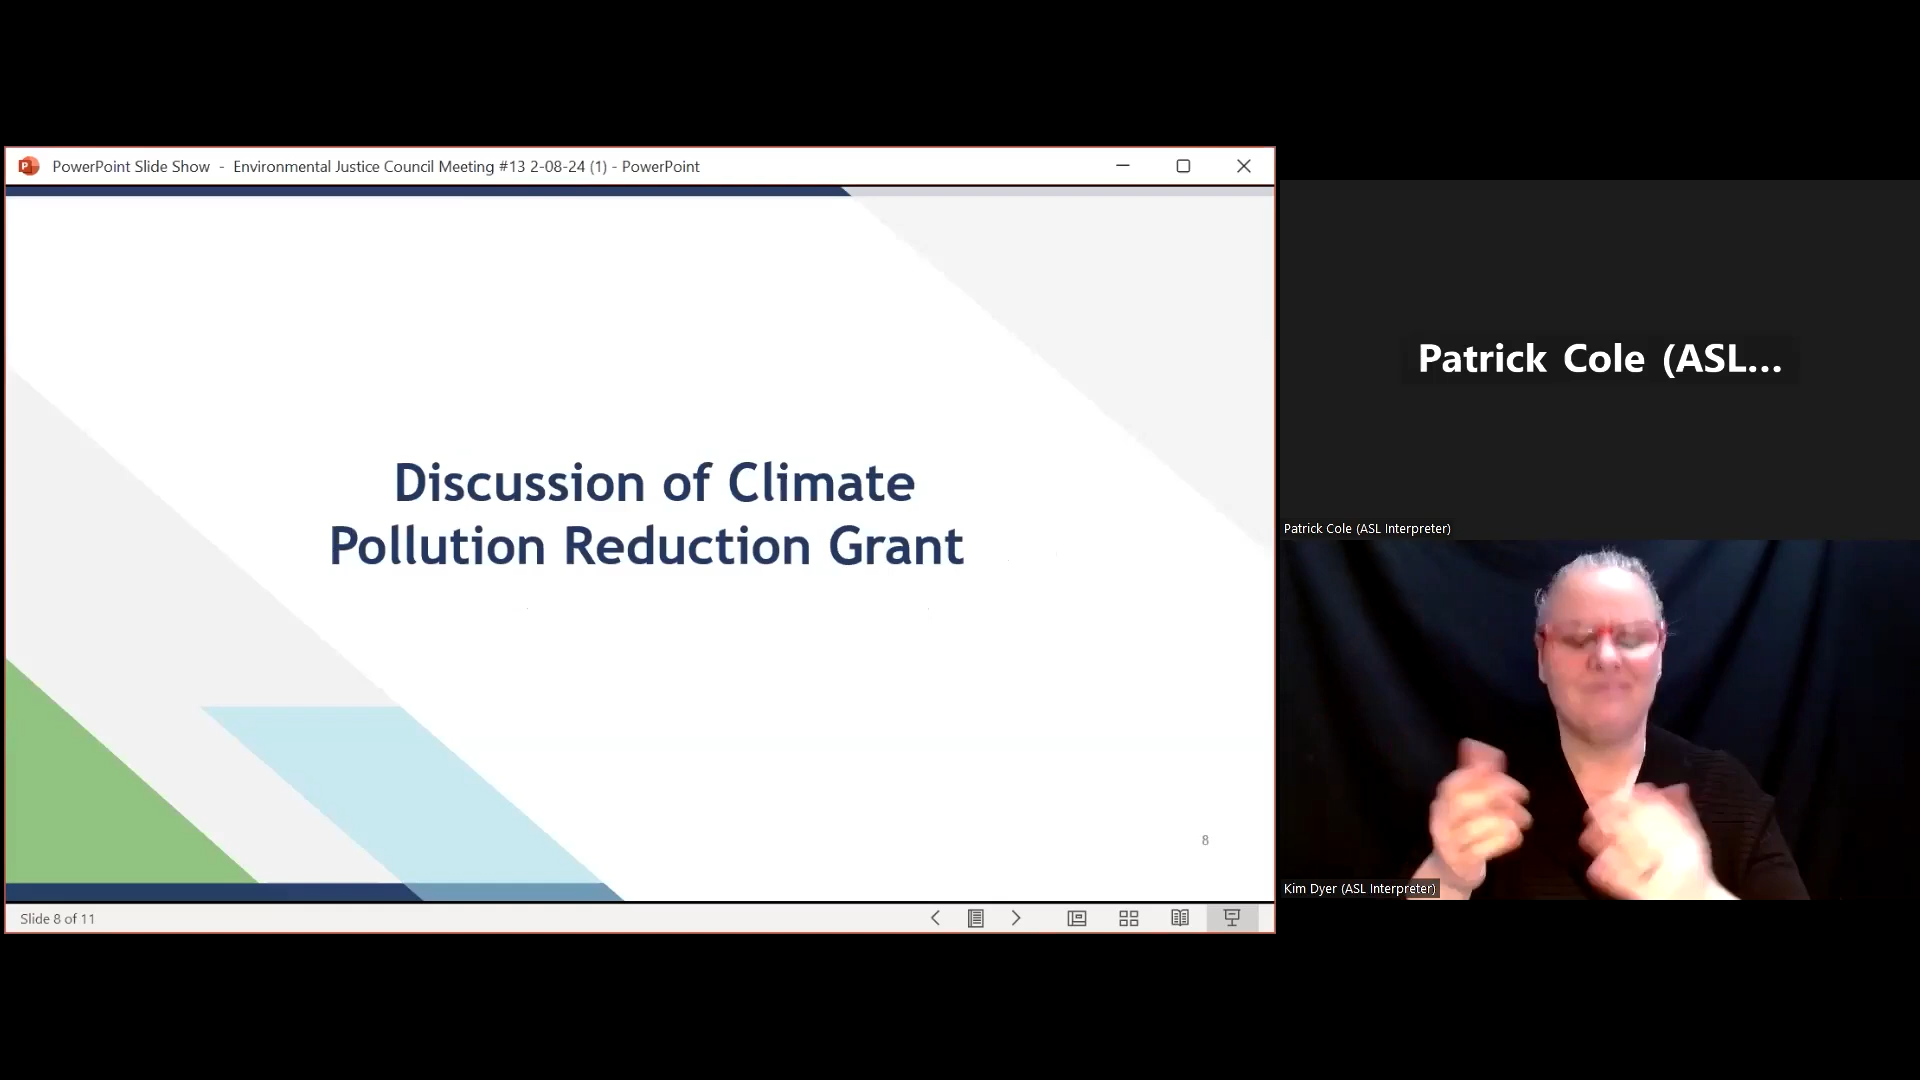 PowerPoint Slide Show - Environmental Justice Council Meeting #13 2-08-24 (1) - PowerPoint
Discussion of Climate
Pollution Reduction Grant
8
Slide 8 of 11
Patrick Cole (ASL...
Patrick Cole (ASL Interpreter)
Kim Dyer (ASL Interpreter)